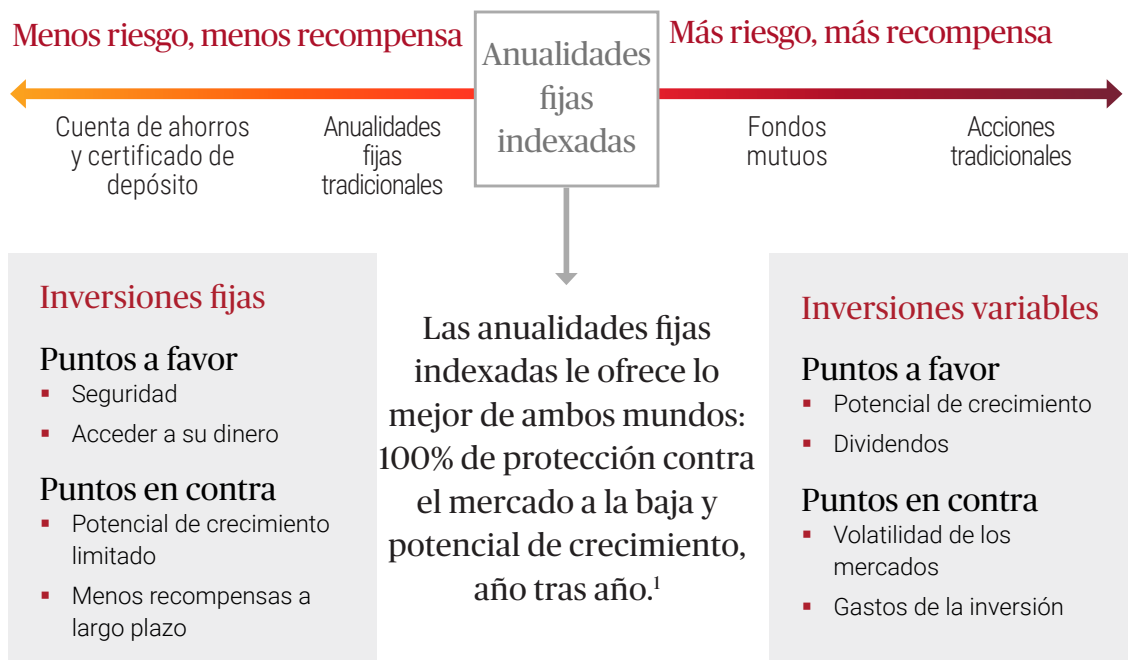 Menos riesgo, menos recompensa
Anualidades
fijas
indexadas
Más riesgo, más recompensa
Cuenta de ahorros
y certificado de
depósito
Anualidades
fijas
tradicionales
Fondos
mutuos
Acciones
tradicionales
Inversiones fijas
Puntos a favor
▪ Seguridad
▪ Acceder a su dinero
Puntos en contra
▪ Potencial de crecimiento
limitado
▪ Menos recompensas a
largo plazo
Las anualidades fijas
indexadas le ofrece lo
mejor de ambos mundos:
100% de protección contra
el mercado a la baja y
potencial de crecimiento,
año tras año.¹
Inversiones variables
Puntos a favor
▪ Potencial de crecimiento
▪ Dividendos
Puntos en contra
▪ Volatilidad de los
mercados
▪ Gastos de la inversión